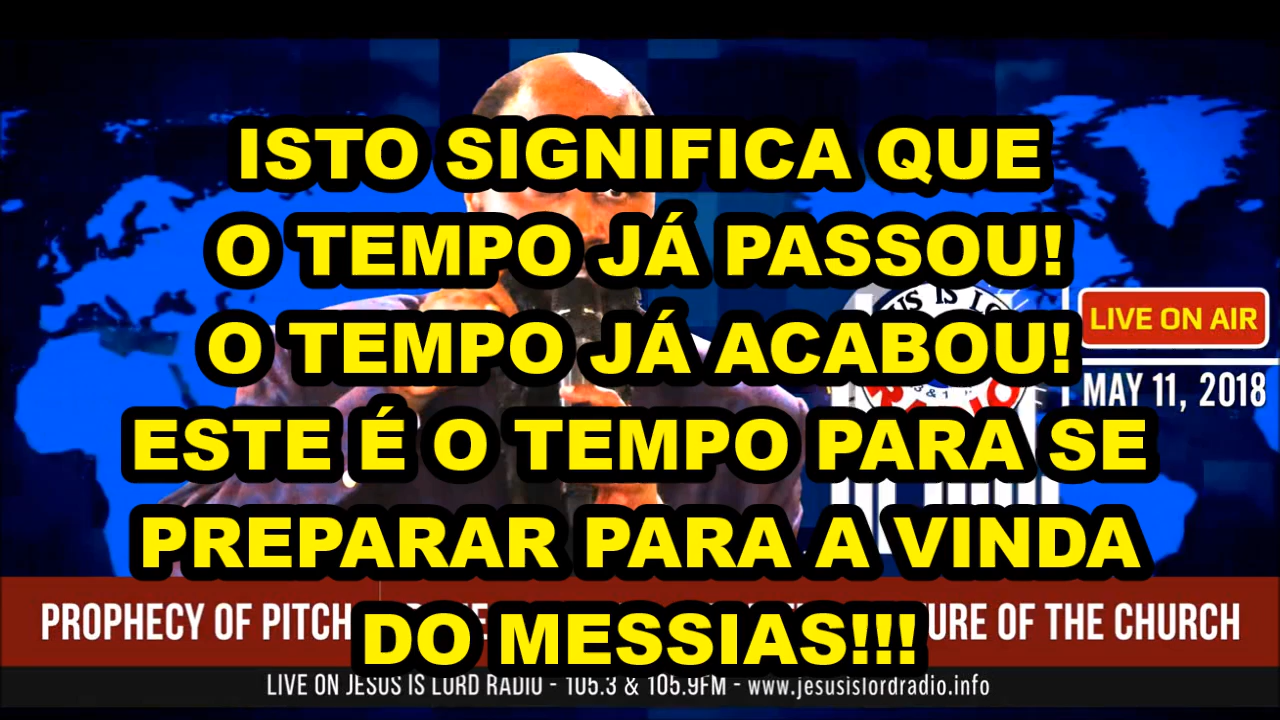 ISTO SIGNIFICA QUE
O TEMPO JÁ PASSOU!
O TEMPO JÁ ACABOU!
ESTE É O TEMPO PARA SE
PREPARAR PARA A VINDA
DO MESSIAS!!!
LIVE ON AIR
MAY 11, 2018
PROPHECY OF PITCH OF THE CHURCH
LIVE ON JESUS IS LORD RADIO - 105.3 & 105.9FM - www.jesusislordradio.info